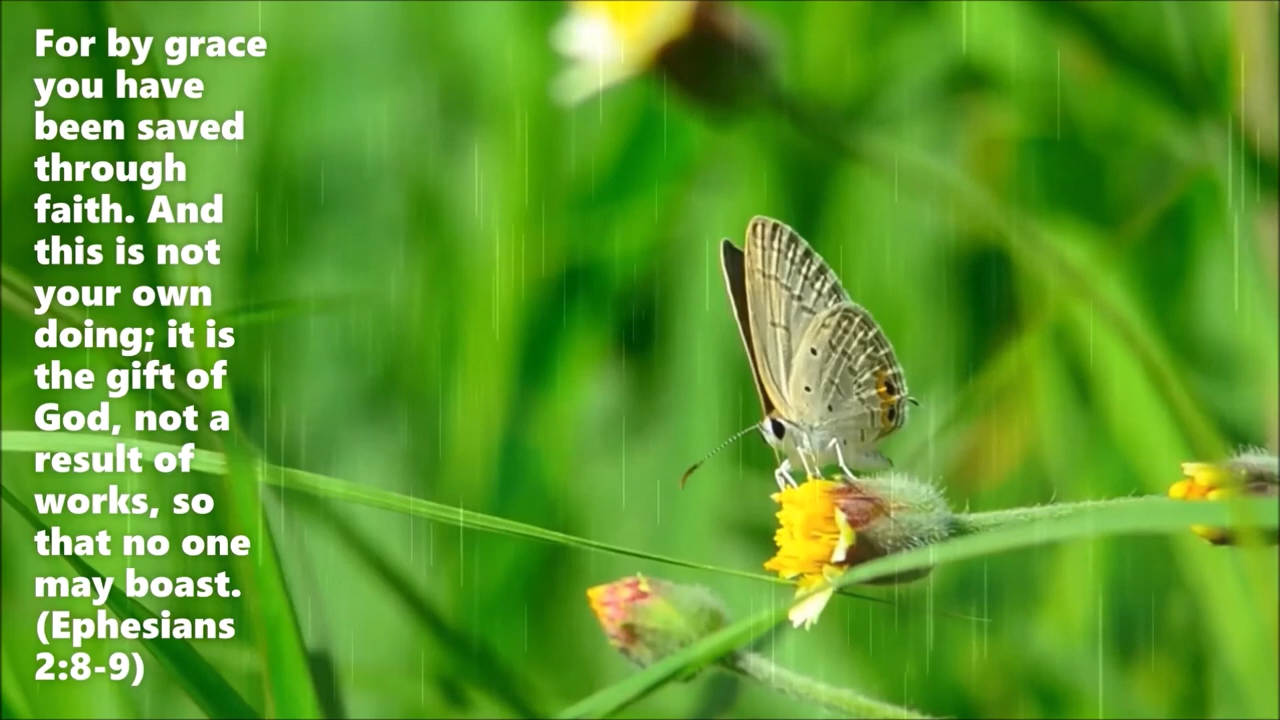 For by grace
you have
been saved
through
faith. And
this is not
your own
doing; it is
the gift of
God, not a
result of
works, so
that no one
may boast.
(Ephesians
2:8-9)